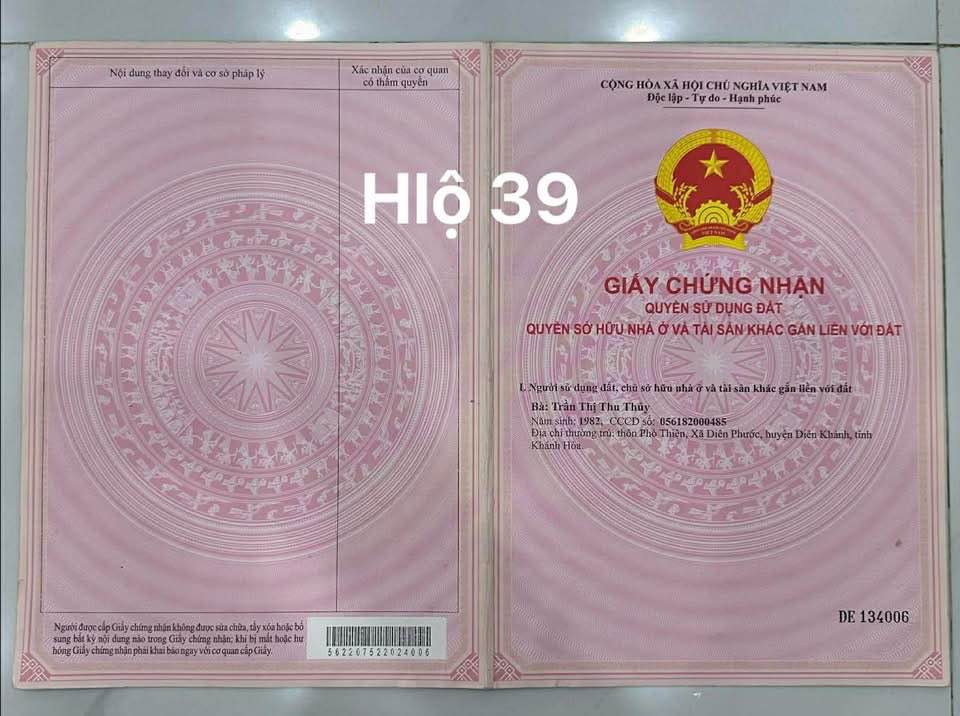 Nội dung thay đổi và cơ sở pháp lý
Xác nhận của cơ quan
có thẩm quyền
Hlộ 39
Người được cấp Giấy chứng nhận không được sửa chữa, tẩy xóa hoặc bổ
sung bất kỳ nội dung nào trong Giấy chứng nhận; khi bị mất hoặc hư
hỏng Giấy chứng nhận phải khai báo ngay với cơ quan cấp Giấy.
562207522024006
CỘNG HÒA XÃ HỘI CHỦ NGHĨA VIỆT NAM
Độc lập - Tự do - Hạnh phúc
VIỆT NAM
GIẤY CHỨNG NHẬN
QUYỀN SỬ DỤNG ĐẤT
QUYỀN SỞ HỮU NHÀ Ở VÀ TÀI SẢN KHÁC GẮN LIỀN VỚI ĐẤT
I. Người sử dụng đất, chủ sở hữu nhà ở và tài sản khác gắn liền với đất
Bà: Trần Thị Thu Thủy
Năm sinh: 1982, CCCD số: 056182000485
Địa chỉ thường trú: thôn Phò Thiện, Xã Diên Phước, huyện Diên Khánh, tỉnh
Khánh Hòa.
DE 134006